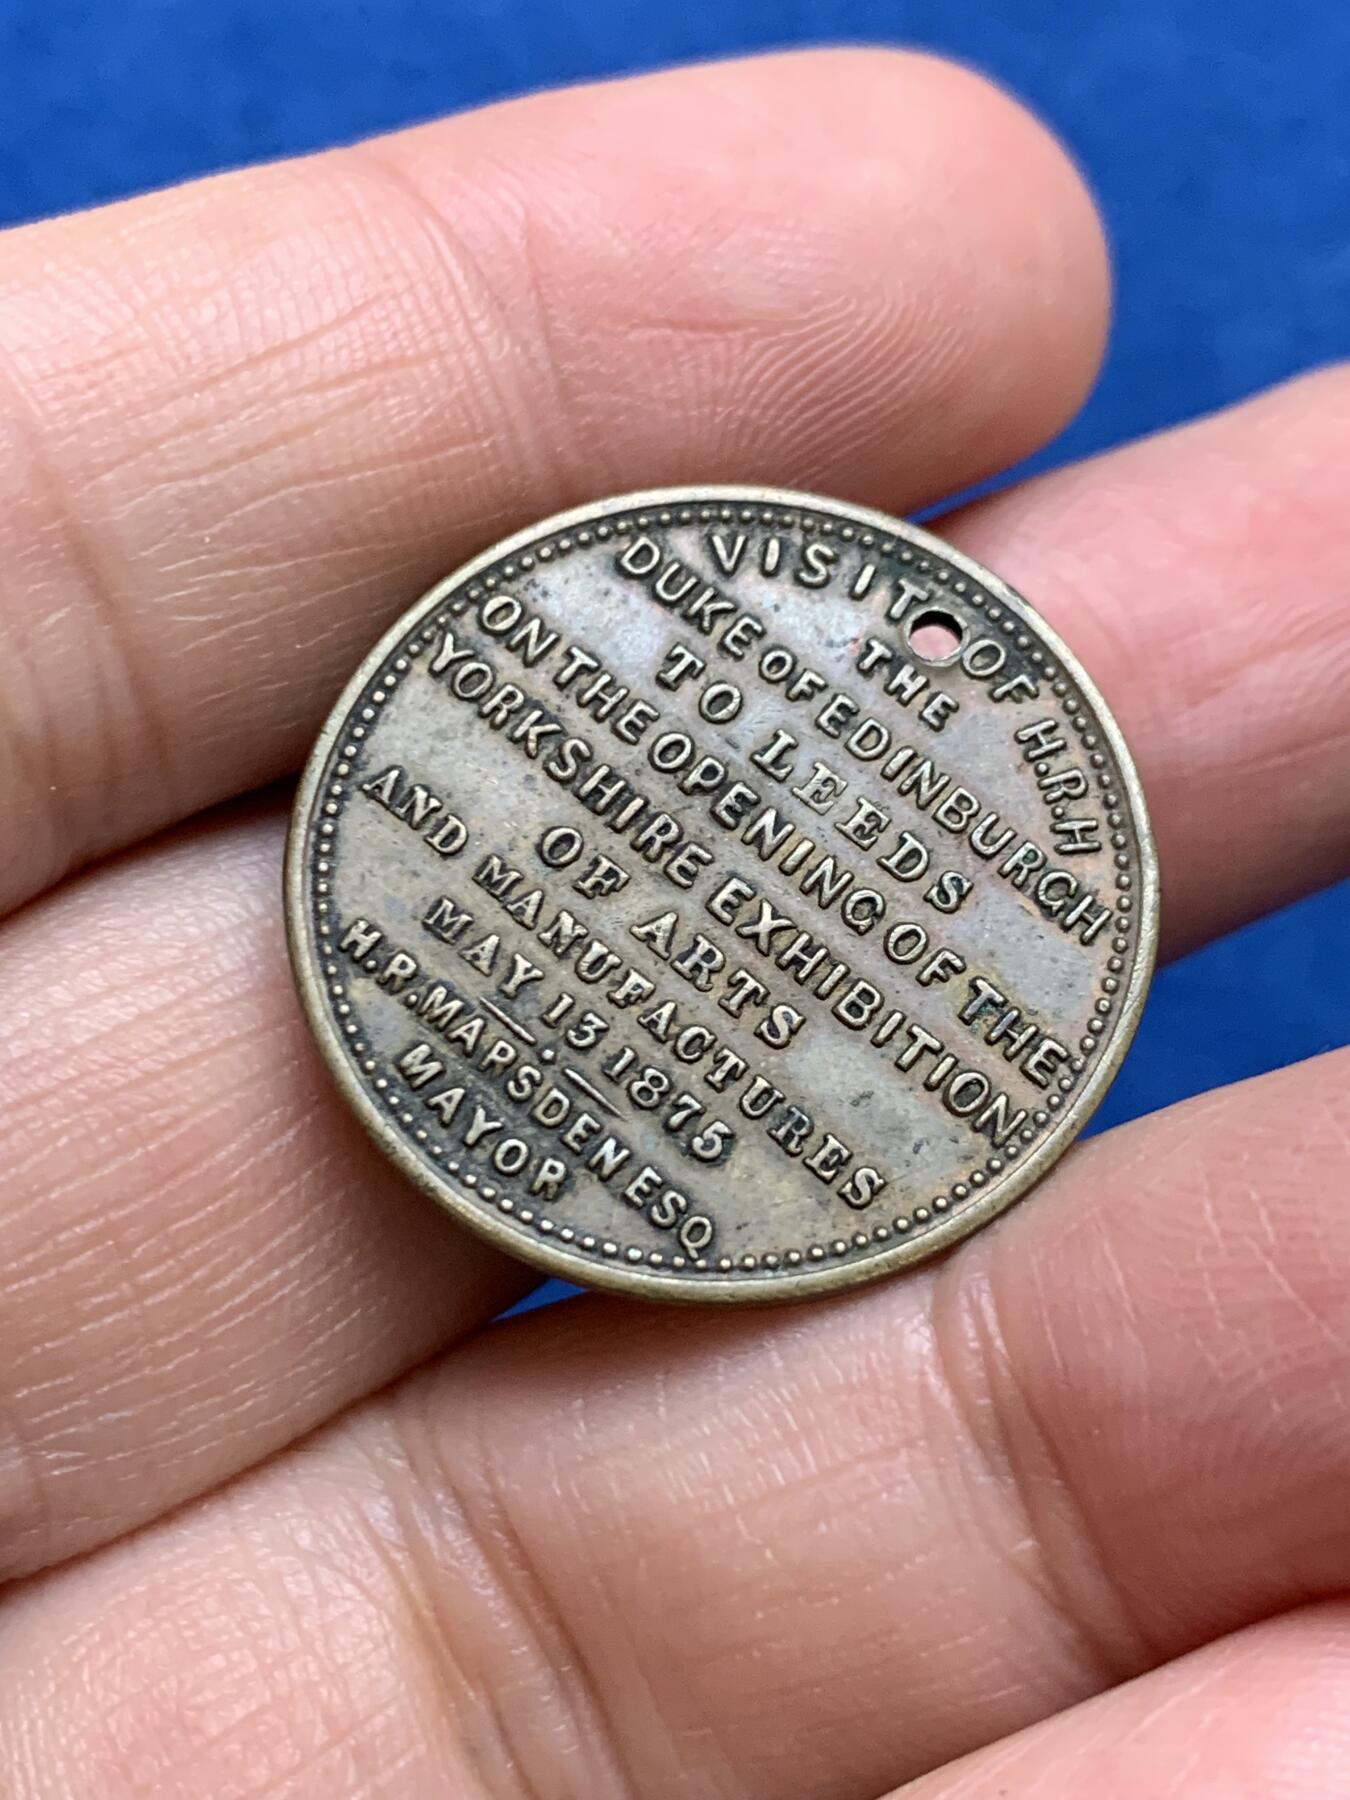 VISIT OF H.R.H
THE
DUKE OF EDINBURGH
TO LEEDS
ON THE OPENING OF THE
YORKSHIRE EXHIBITION
OF ARTS
AND MANUFACTURES
MAY 13 1875
H.R.MARSDEN ESQ
MAYOR